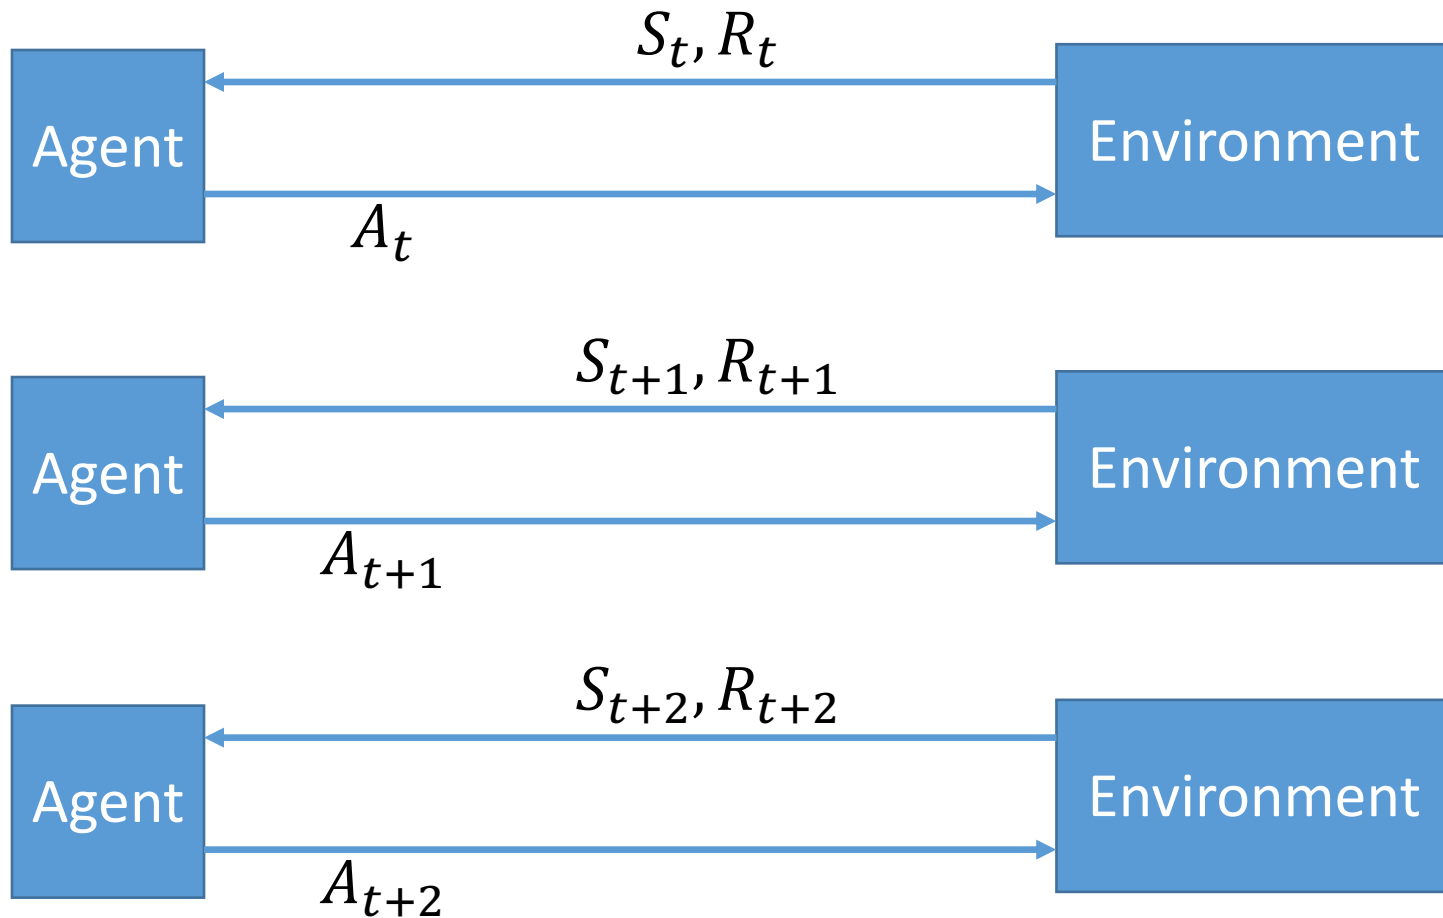 S_t, R_t
Agent
Environment
A_t
S_{t+1}, R_{t+1}
Agent
Environment
A_{t+1}
S_{t+2}, R_{t+2}
Agent
Environment
A_{t+2}